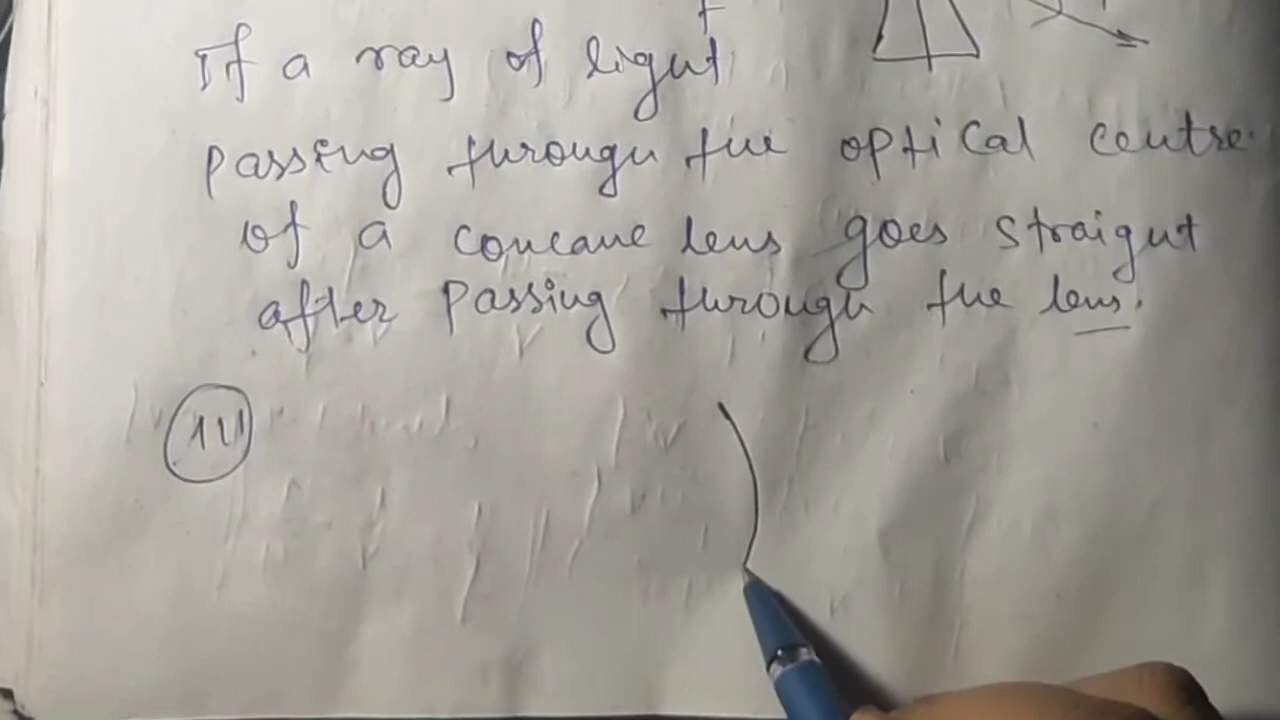 If a ray of light
passing through the optical centre
of a concave lens goes straight
after passing through the lens.
III